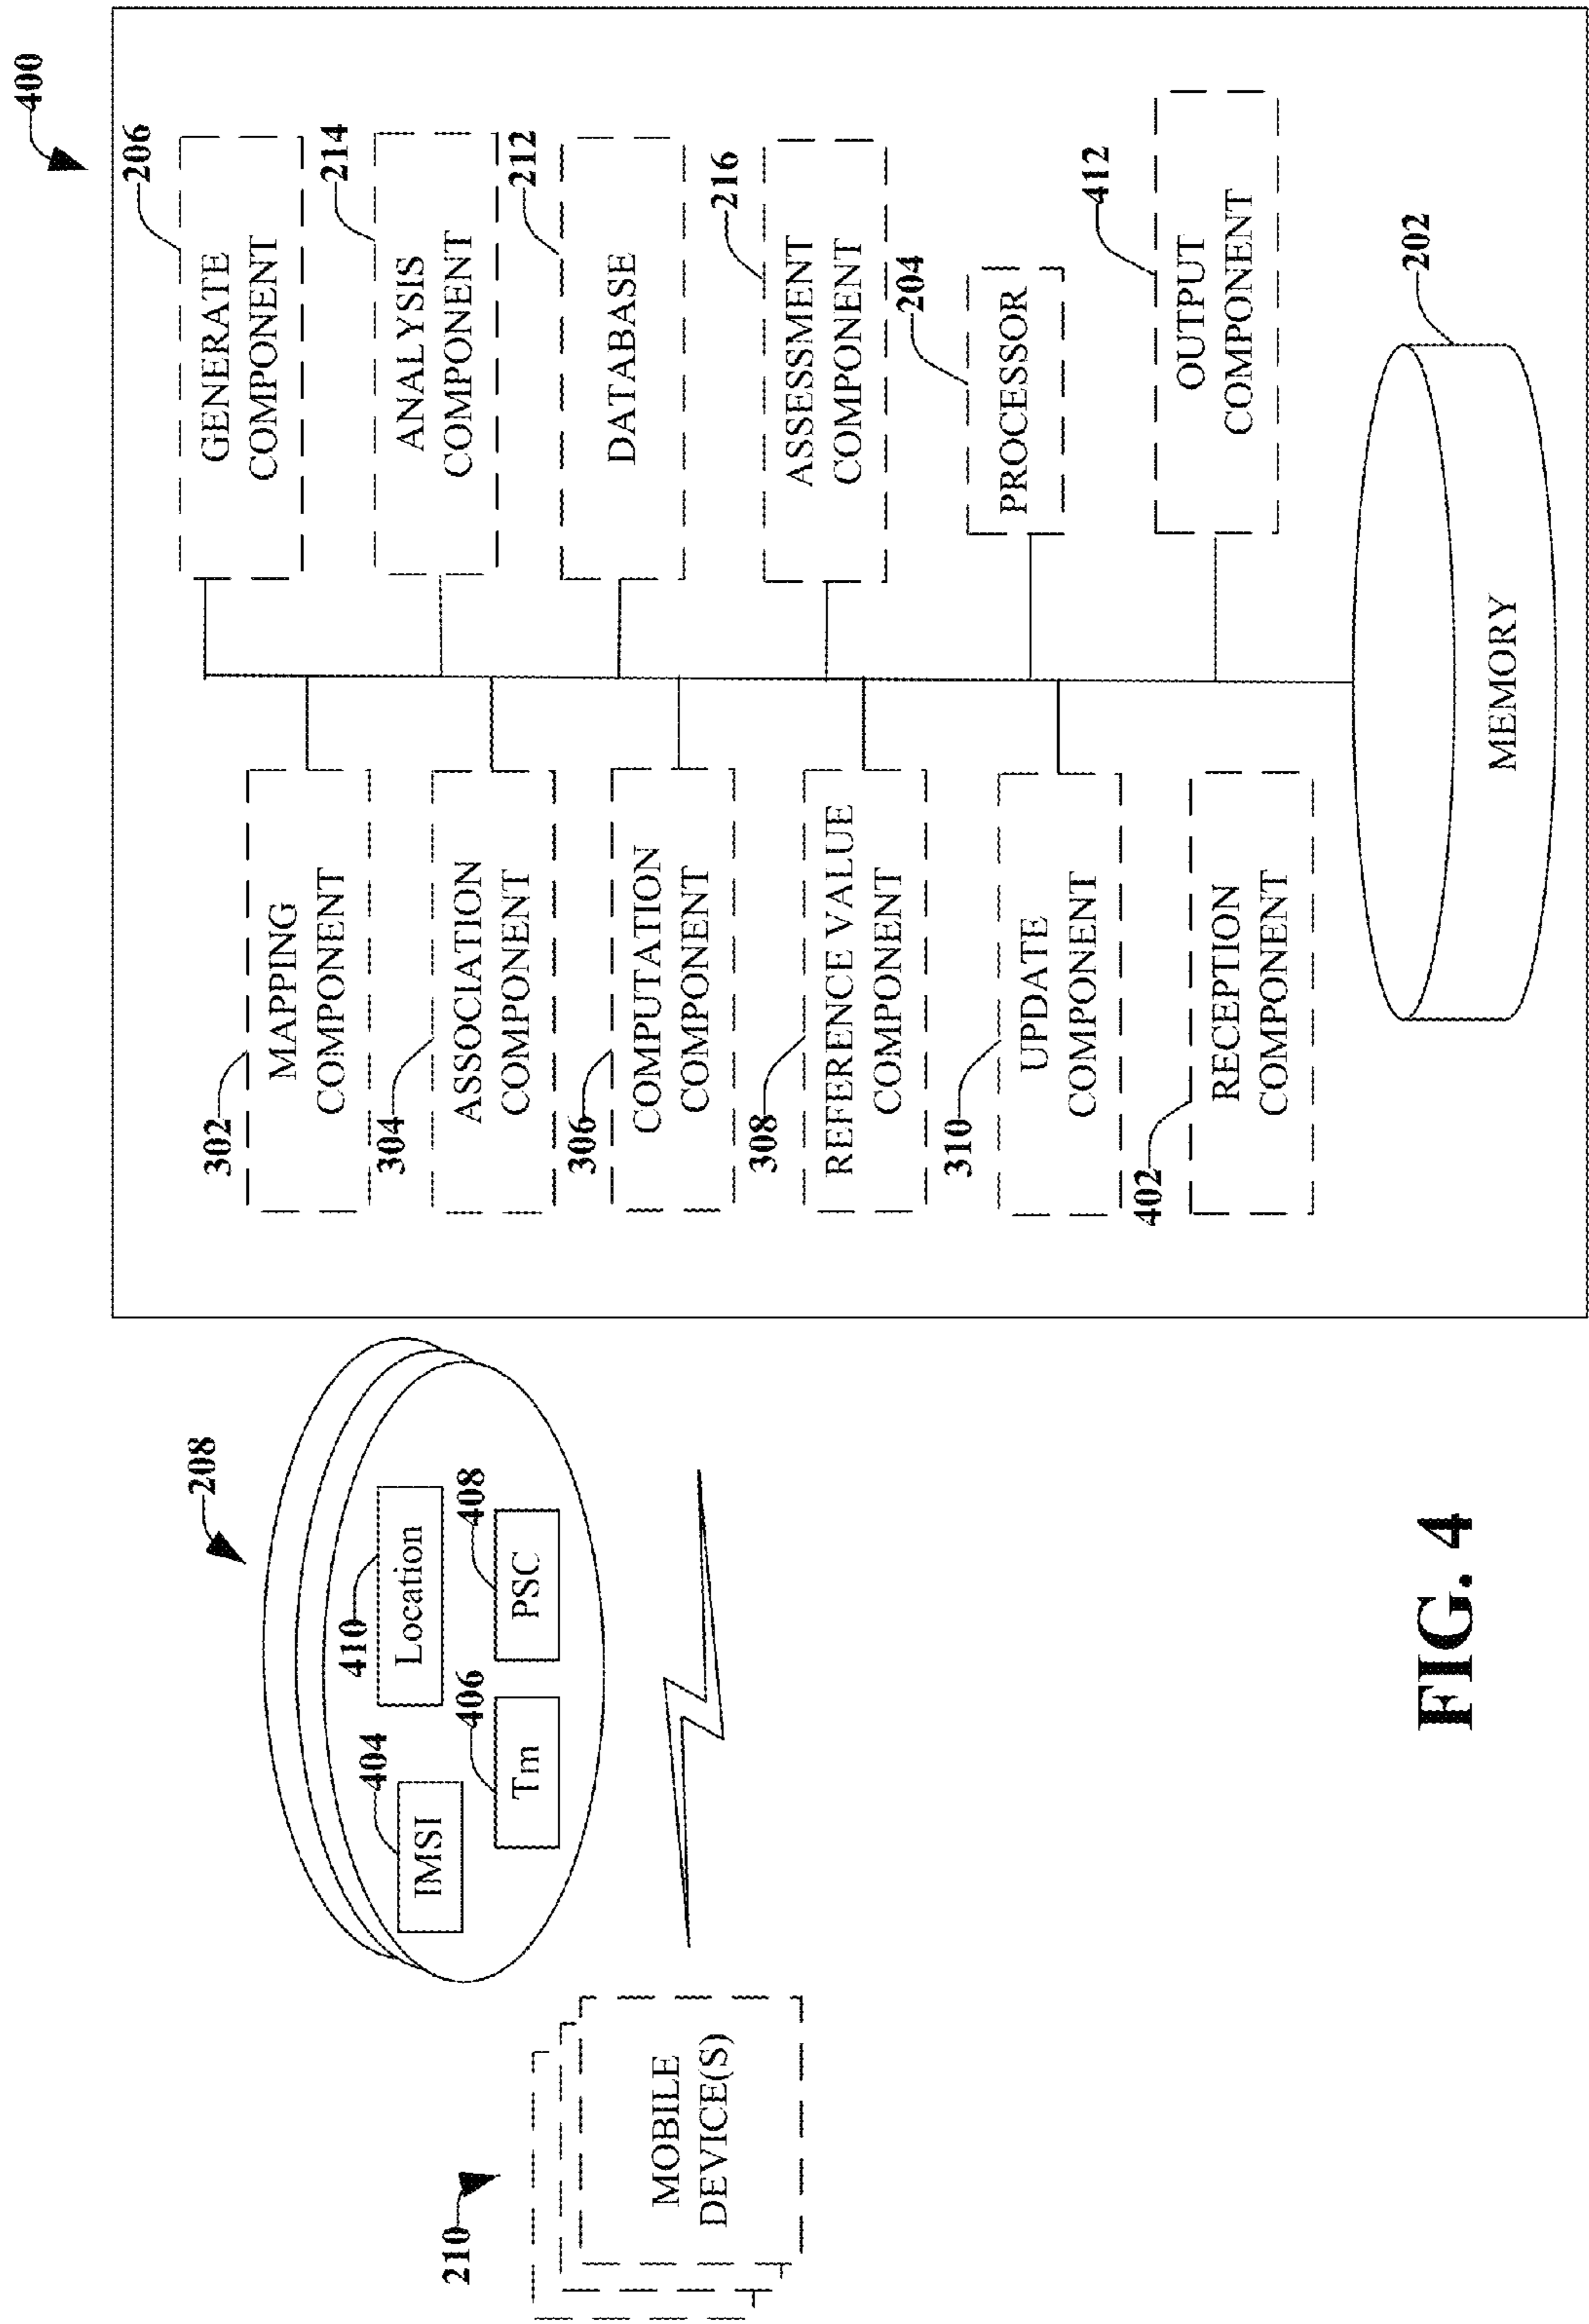 400
208
410
Location
404
IMSI
406
Tm
408
PSC
210
MOBILE
DEVICE(S)
302
MAPPING
COMPONENT
304
ASSOCIATION
COMPONENT
306
COMPUTATION
COMPONENT
308
REFERENCE VALUE
COMPONENT
310
UPDATE
COMPONENT
402
RECEPTION
COMPONENT
206
GENERATE
COMPONENT
214
ANALYSIS
COMPONENT
212
DATABASE
216
ASSESSMENT
COMPONENT
204
PROCESSOR
412
OUTPUT
COMPONENT
202
MEMORY
FIG. 4